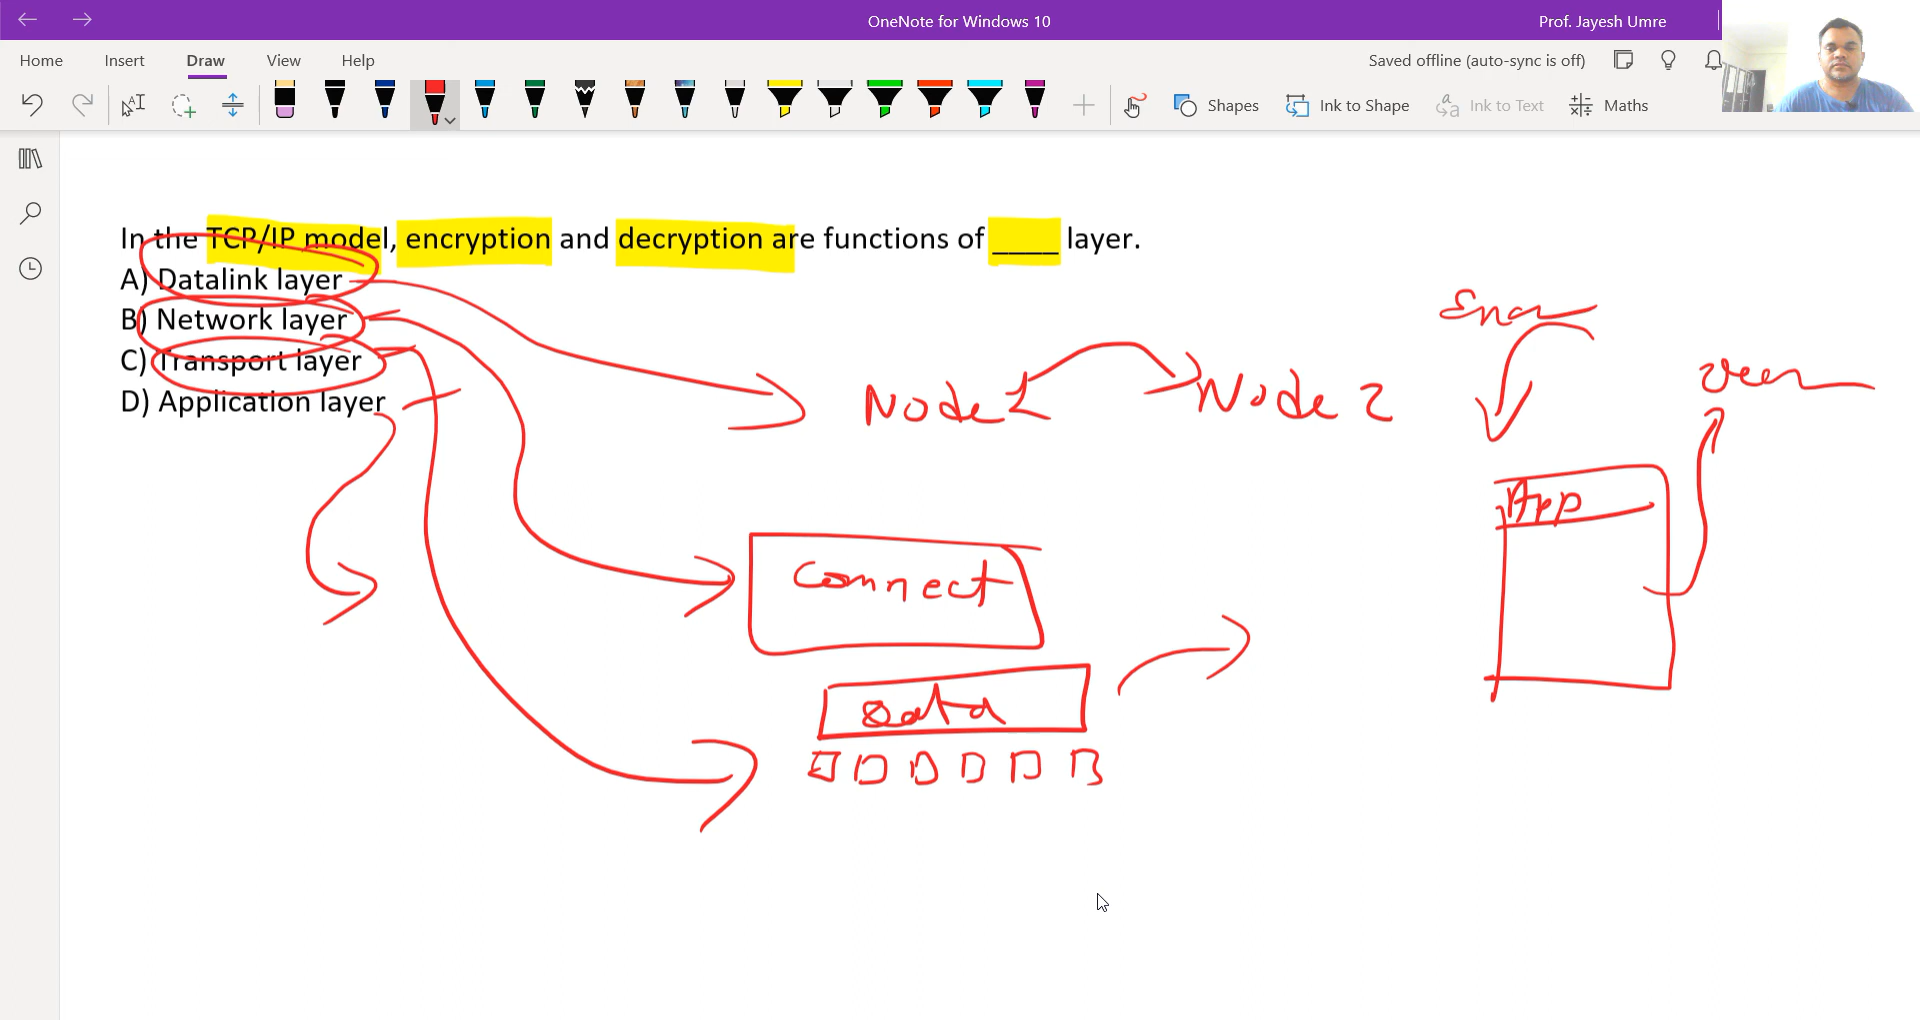 OneNote for Windows 10
Prof. Jayesh Umre
Home Insert Draw View Help
Saved offline (auto-sync is off)
Shapes Ink to Shape Ink to Text Maths
In the TCP/IP model, encryption and decryption are functions of ____ layer.
A) Datalink layer
B) Network layer
C) Transport layer
D) Application layer
Node 1 Node 2
App
Connect
Data